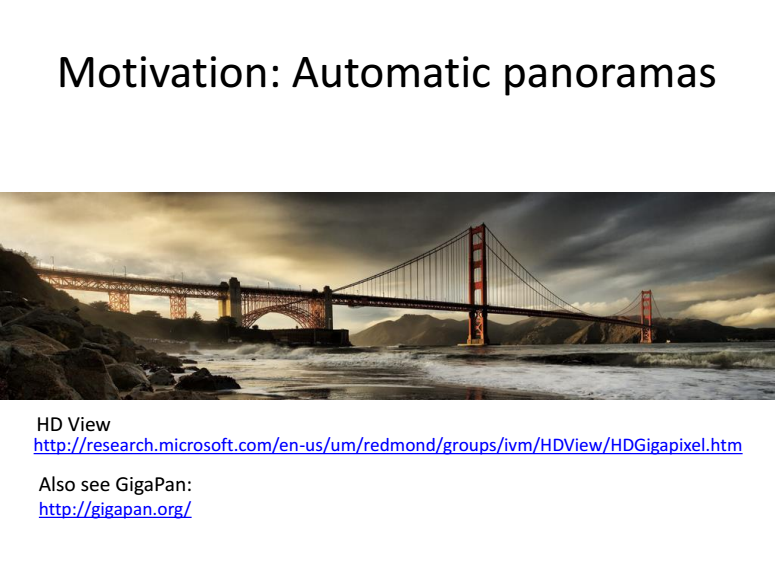 Motivation: Automatic panoramas
HD View
http://research.microsoft.com/en-us/um/redmond/groups/ivm/HDView/HDGigapixel.htm
Also see GigaPan:
http://gigapan.org/